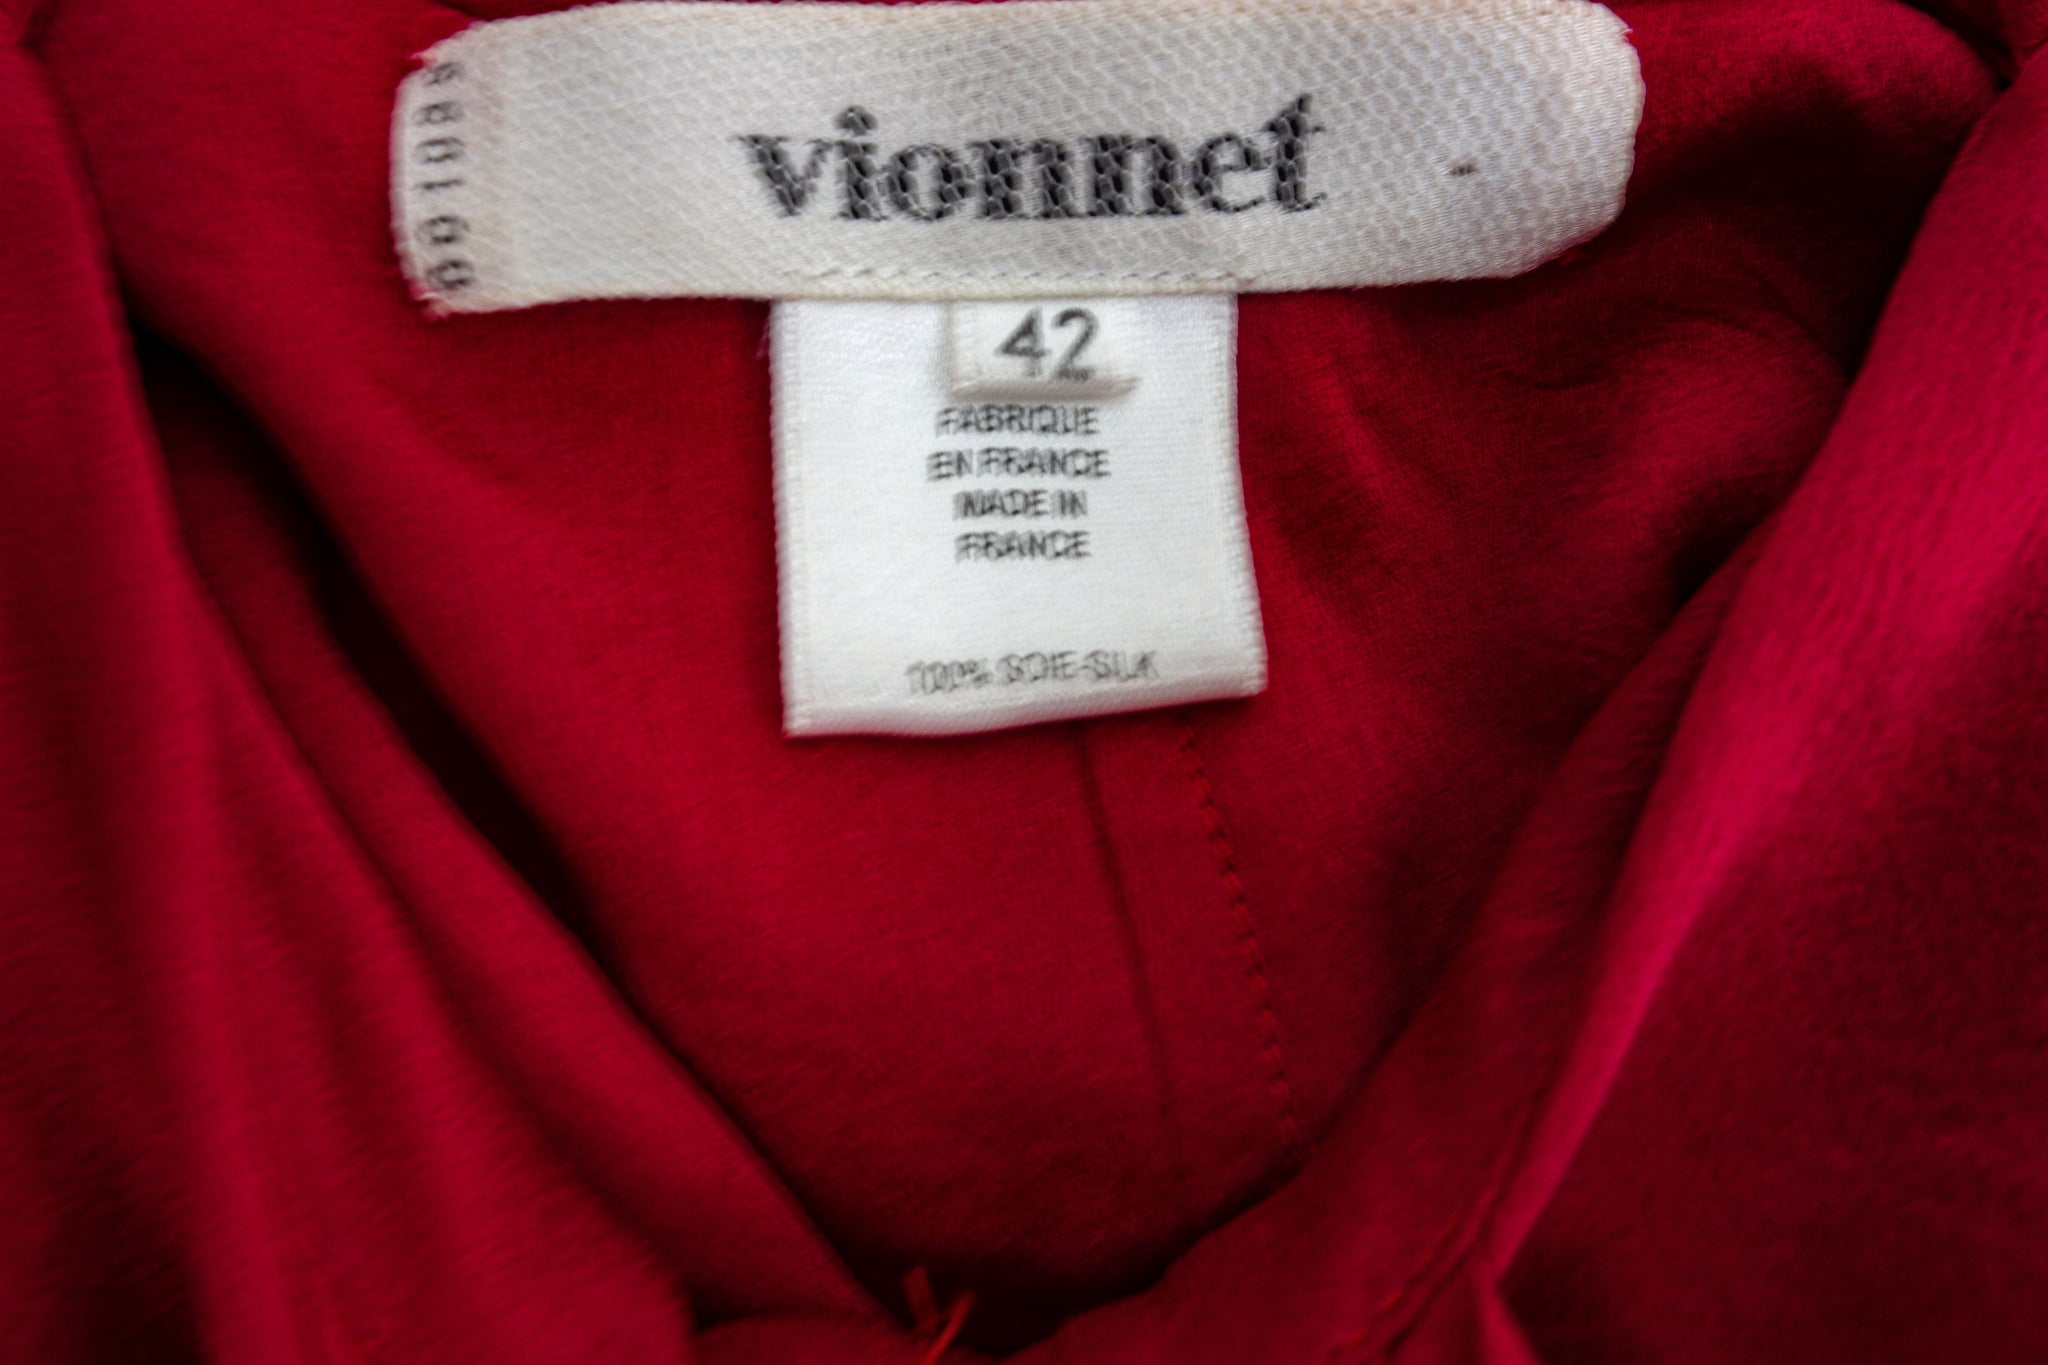 vionnet
42
FABRIQUE
EN FRANCE
MADE IN
FRANCE
100% SOIE-SILK